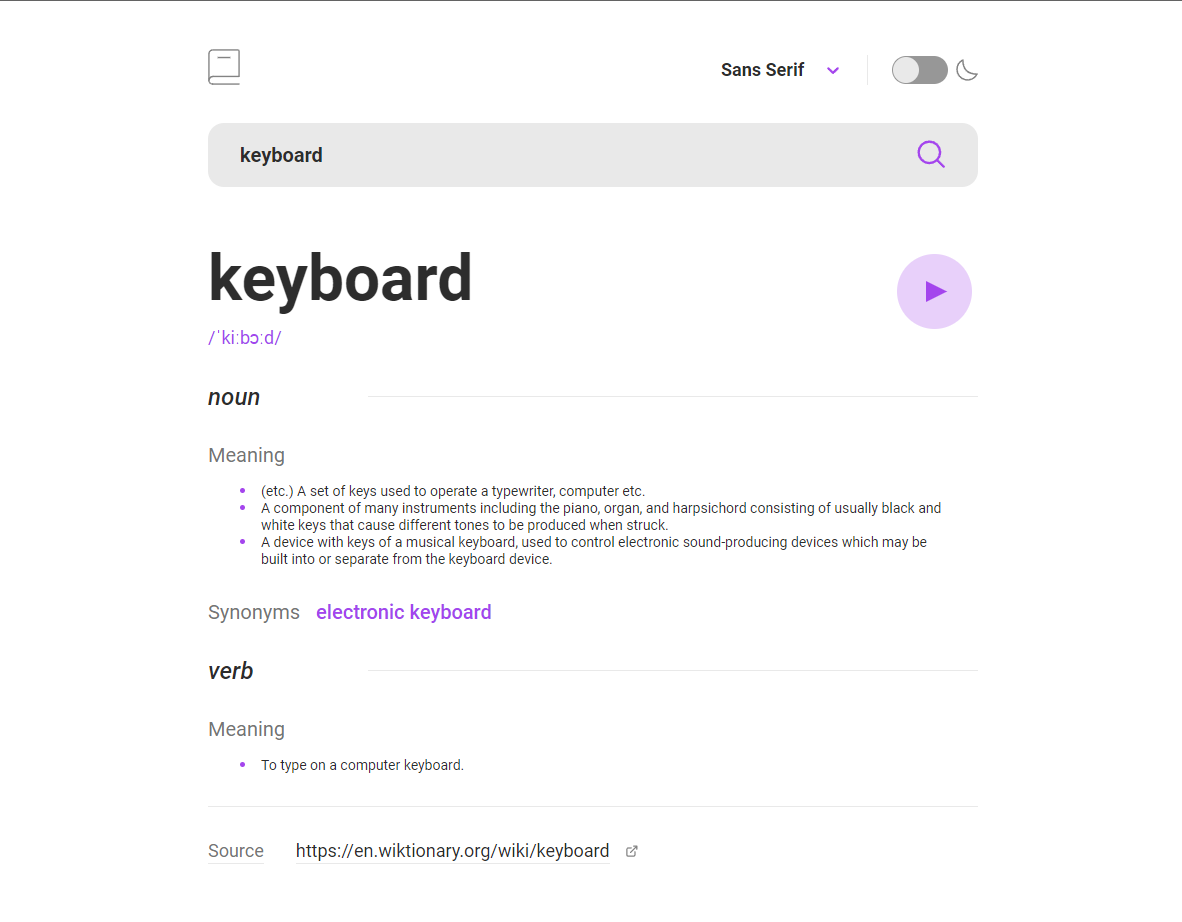 Sans Serif
keyboard
keyboard
/ˈkiːbɔːd/
noun
Meaning
(etc.) A set of keys used to operate a typewriter, computer etc.
A component of many instruments including the piano, organ, and harpsichord consisting of usually black and
white keys that cause different tones to be produced when struck.
A device with keys of a musical keyboard, used to control electronic sound-producing devices which may be
built into or separate from the keyboard device.
Synonyms electronic keyboard
verb
Meaning
To type on a computer keyboard.
Source https://en.wiktionary.org/wiki/keyboard